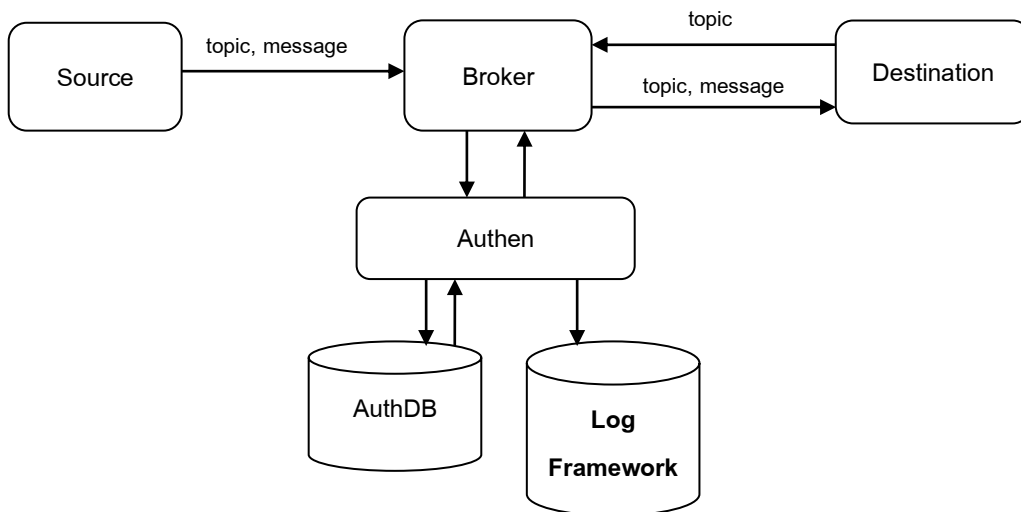 topic
topic, message
Source
Broker
Destination
topic, message
Authen
AuthDB
Log
Framework